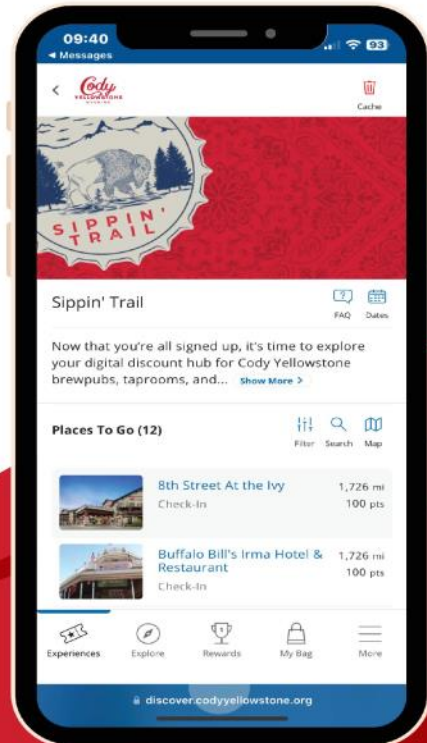 09:40
93
◄ Messages
Cody
YELLOWSTONE
WYOMING
Cache
SIPPIN'
TRAIL
Sippin' Trail
FAQ
Dates
Now that you're all signed up, it's time to explore
your digital discount hub for Cody Yellowstone
brewpubs, taprooms, and... Show More >
Places To Go (12)
Filter
Search
Map
8th Street At the Ivy
1,726 mi
Check-In
100 pts
Buffalo Bill's Irma Hotel &
1,726 mi
Restaurant
100 pts
Check-In
Experiences
Explore
Rewards
My Bag
More
discover.codyyellowstone.org